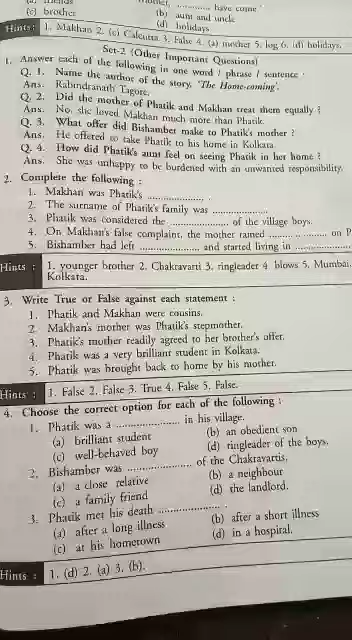 (a) friends mother, ............ have come
(c) brother (b) aunt and uncle
(d) holidays
Hints : 1. Makhan 2. (c) Calcutta 3. False 4. (a) mother 5. log 6. (d) holidays.
Set-2 (Other Important Questions)
1. Answer each of the following in one word / phrase / sentence :
Q. 1. Name the author of the story, 'The Home-coming'.
Ans. Rabindranath Tagore.
Q. 2. Did the mother of Phatik and Makhan treat them equally ?
Ans. No, she loved Makhan much more than Phatik.
Q. 3. What offer did Bishamber make to Phatik's mother ?
Ans. He offered to take Phatik to his home in Kolkata.
Q. 4. How did Phatik's aunt feel on seeing Phatik in her home ?
Ans. She was unhappy to be burdened with an unwanted responsibility.
2. Complete the following :
1. Makhan was Phatik's ................. .
2. The surname of Phatik's family was .................
3. Phatik was considered the ................. of the village boys.
4. On Makhan's false complaint, the mother rained ................. on P
5. Bishamber had left ................. and started living in .................
Hints : 1. younger brother 2. Chakravarti 3. ringleader 4. blows 5. Mumbai,
Kolkata.
3. Write True or False against each statement :
1. Phatik and Makhan were cousins.
2. Makhan's mother was Phatik's stepmother.
3. Phatik's mother readily agreed to her brother's offer.
4. Phatik was a very brilliant student in Kolkata.
5. Phatik was brought back to home by his mother.
Hints : 1. False 2. False 3. True 4. False 5. False.
4. Choose the correct option for each of the following :
1. Phatik was a ................. in his village.
(a) brilliant student (b) an obedient son
(c) well-behaved boy (d) ringleader of the boys.
2. Bishamber was ................. of the Chakravartis.
(a) a close relative (b) a neighbour
(c) a family friend (d) the landlord.
3. Phatik met his death ................. .
(a) after a long illness (b) after a short illness
(c) at his hometown (d) in a hospiral.
Hints : 1. (d) 2. (a) 3. (b).